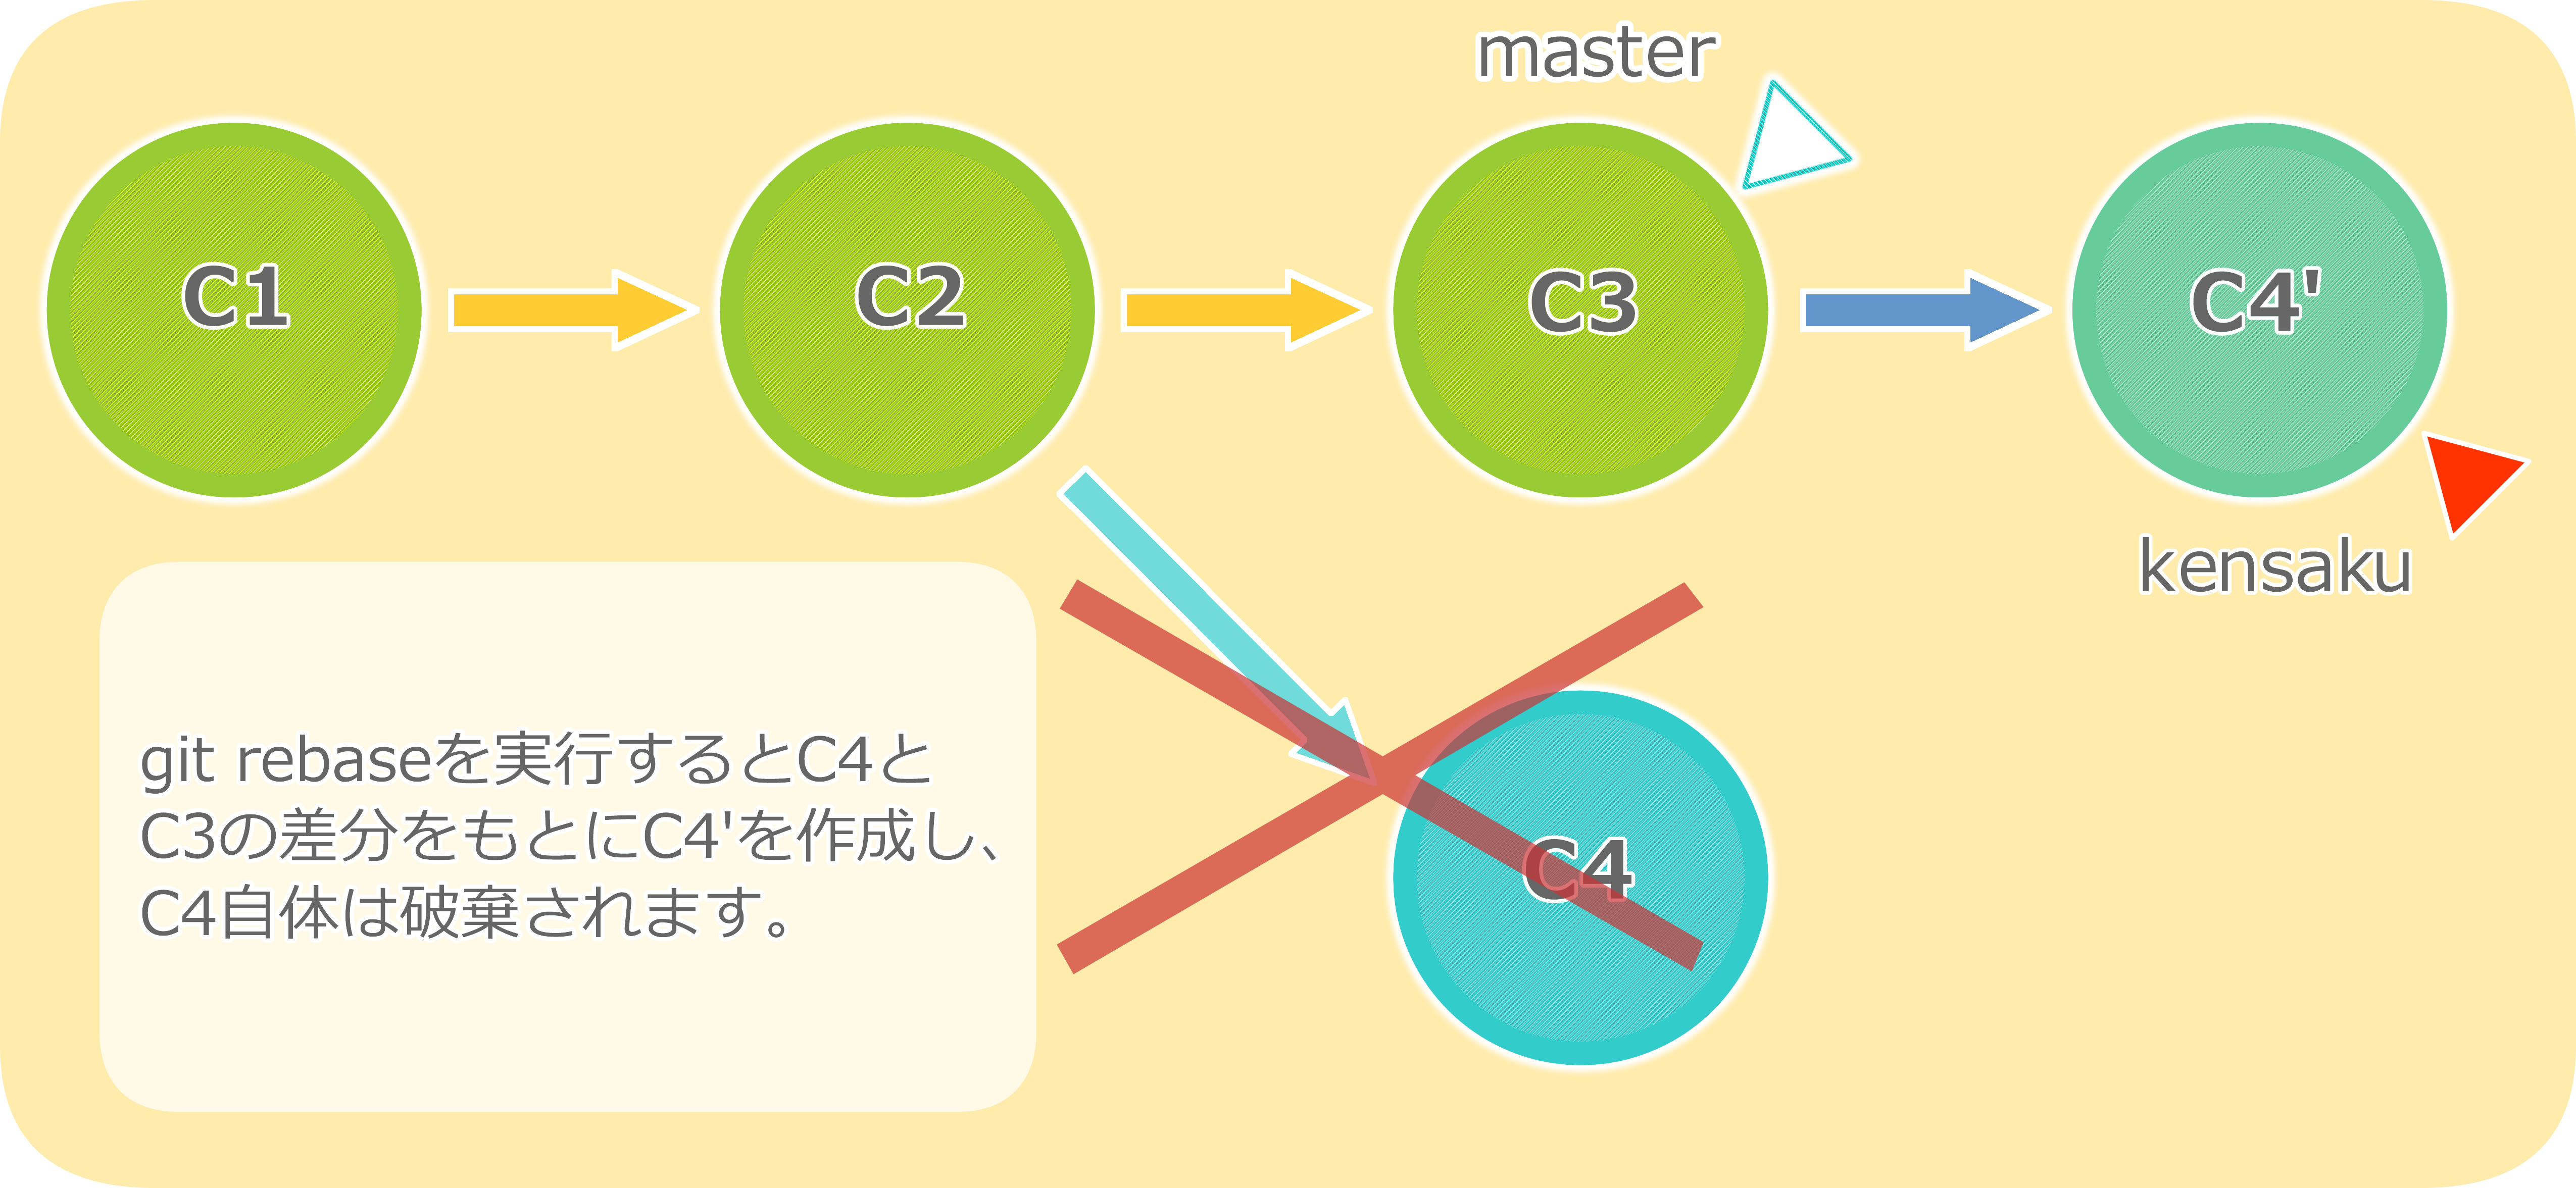 master
C1
C2
C3
C4'
kensaku
git rebaseを実行するとC4と
C3の差分をもとにC4'を作成し、
C4自体は破棄されます。
C4